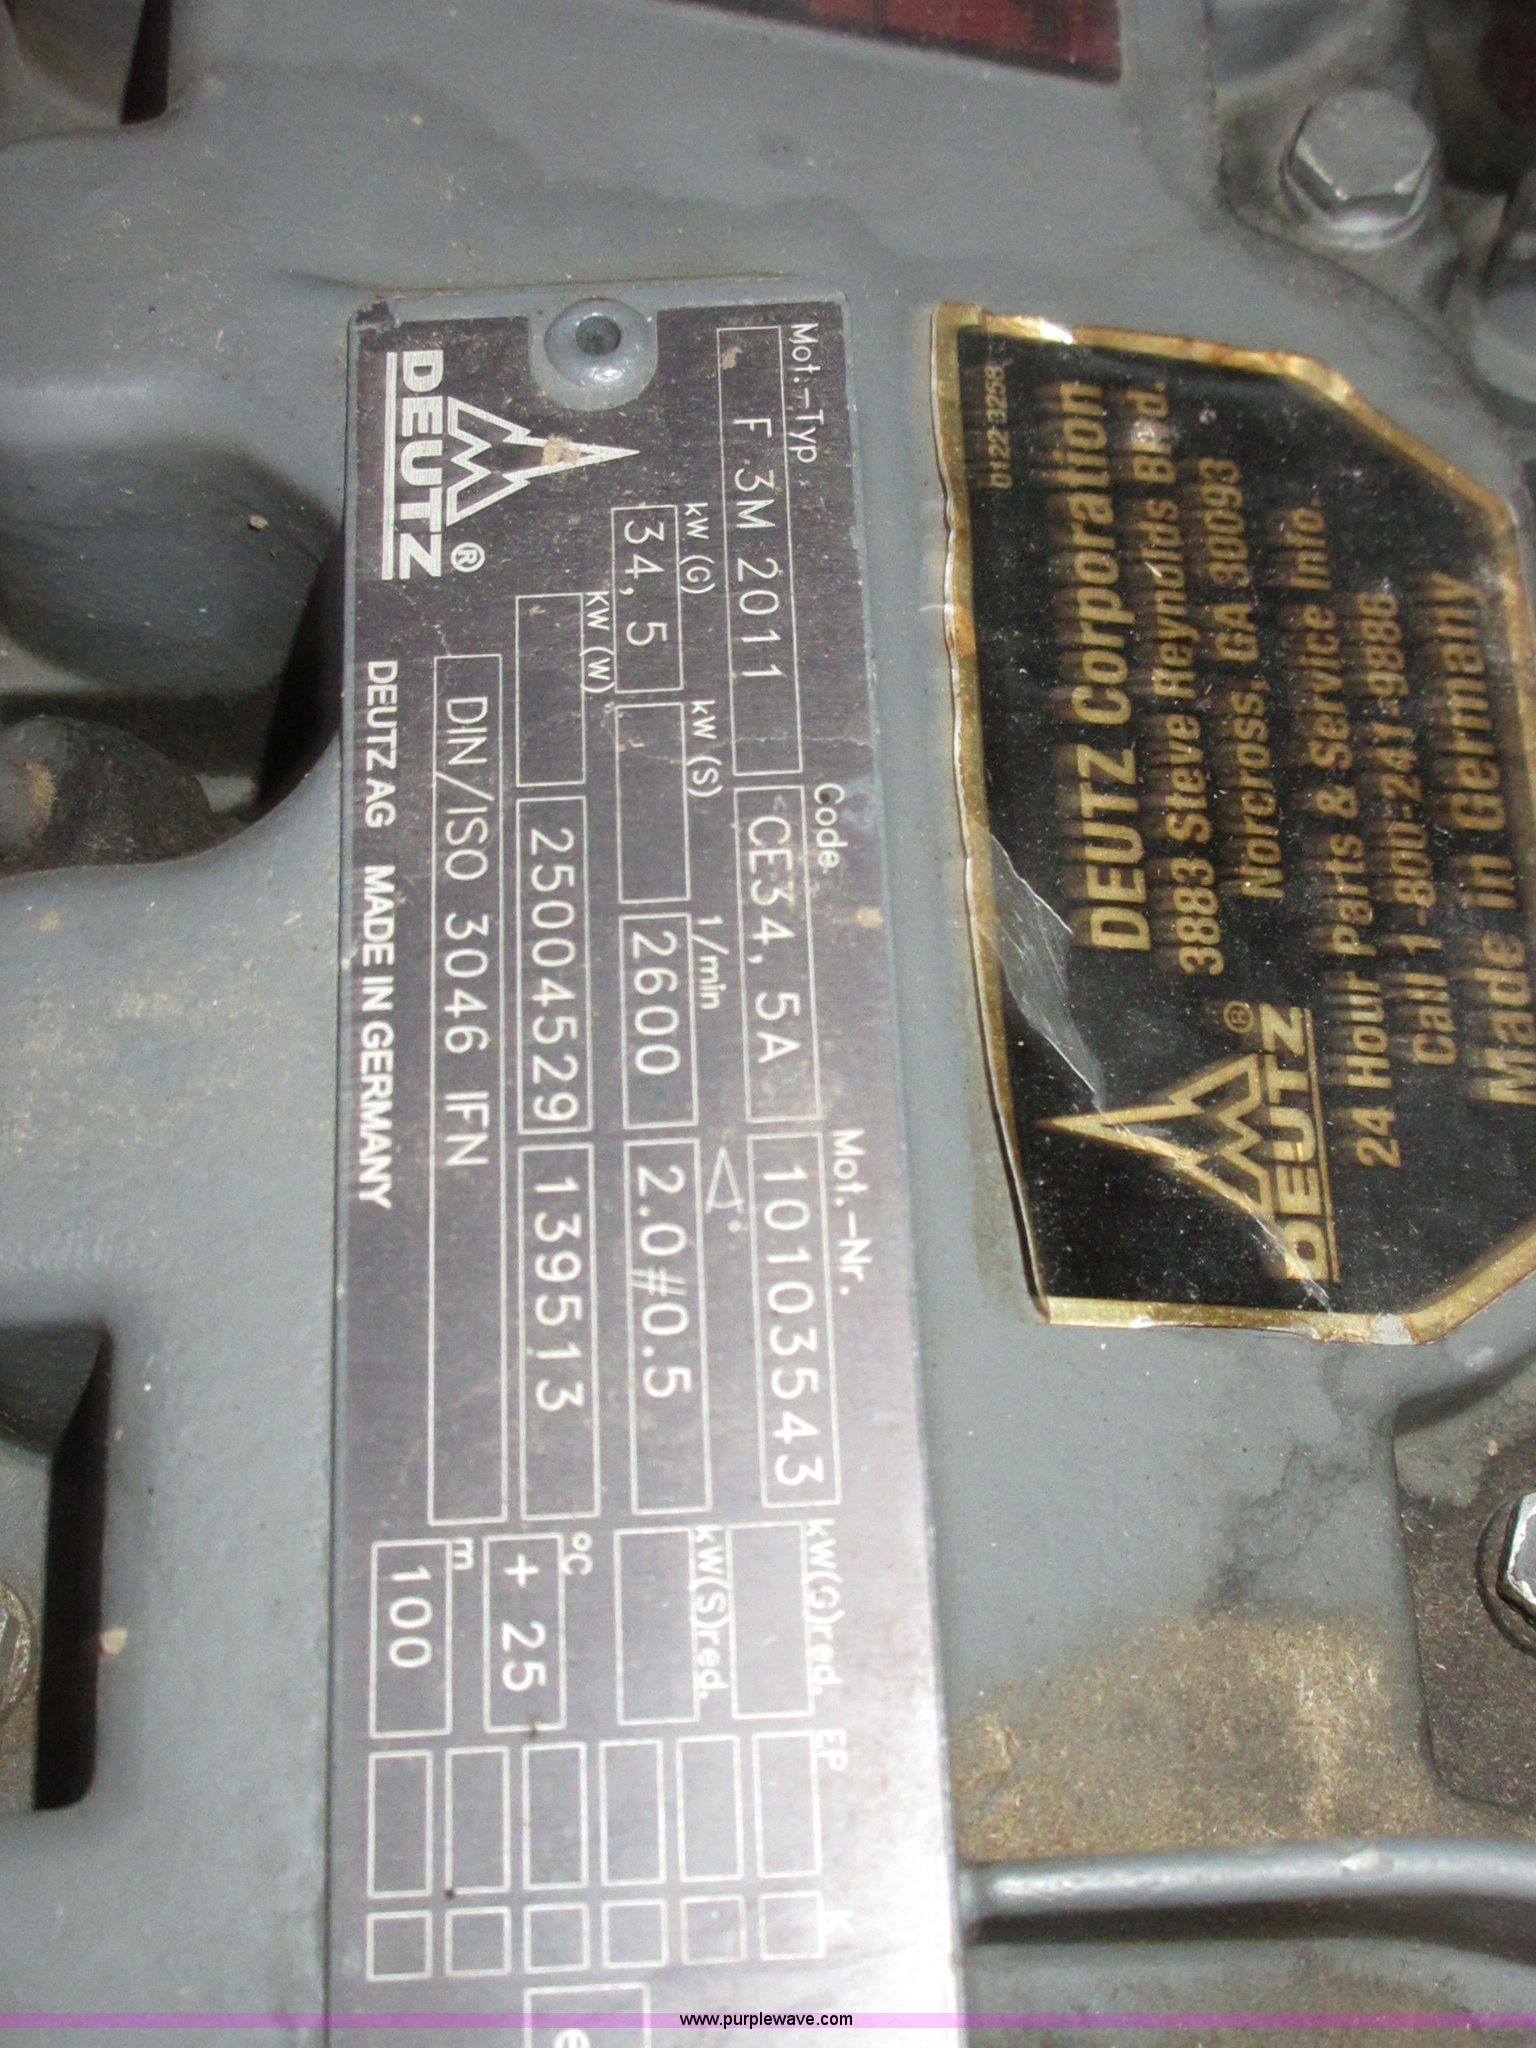 0122 3258
DEUTZ Corporation
3883 Steve Reynolds Blvd.
Norcross, GA 30093
DEUTZ®
24 Hour Parts & Service Info.
Call 1-800-241-9886
Made in Germany
Mot.-Typ Code Mot.-Nr. kW(G)red. EP K
F 3M 2011 CE34,5A 10103543
kW (G) kW (S) 1/min °  kW(S)red.
34,5 2600 2.0#0.5
kW (W) °C
25004529 139513 + 25
DIN/ISO 3046 IFN m
100
DEUTZ®
DEUTZ AG MADE IN GERMANY
e
www.purplewave.com